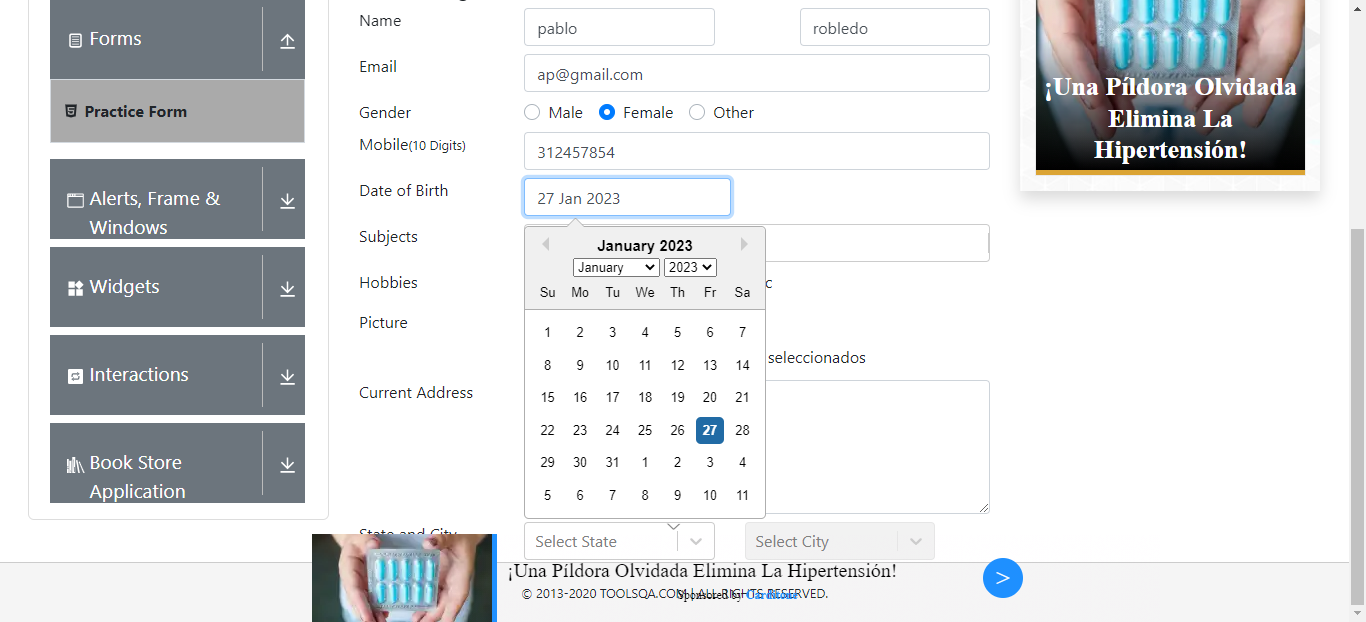 Forms
Practice Form
Alerts, Frame &
Windows
Widgets
Interactions
Book Store
Application
Name
pablo
robledo
Email
ap@gmail.com
Gender
Male
Female
Other
Mobile(10 Digits)
312457854
Date of Birth
27 Jan 2023
Subjects
Hobbies
c
Picture
seleccionados
Current Address
January 2023
January
2023
Su Mo Tu We Th Fr Sa
1 2 3 4 5 6 7
8 9 10 11 12 13 14
15 16 17 18 19 20 21
22 23 24 25 26 27 28
29 30 31 1 2 3 4
5 6 7 8 9 10 11
State and City
Select State
Select City
¡Una Píldora Olvidada
Elimina La
Hipertensión!
¡Una Píldora Olvidada Elimina La Hipertensión!
>
© 2013-2020 TOOLSQA.COM | ALL RIGHTS RESERVED.
Sponsored by